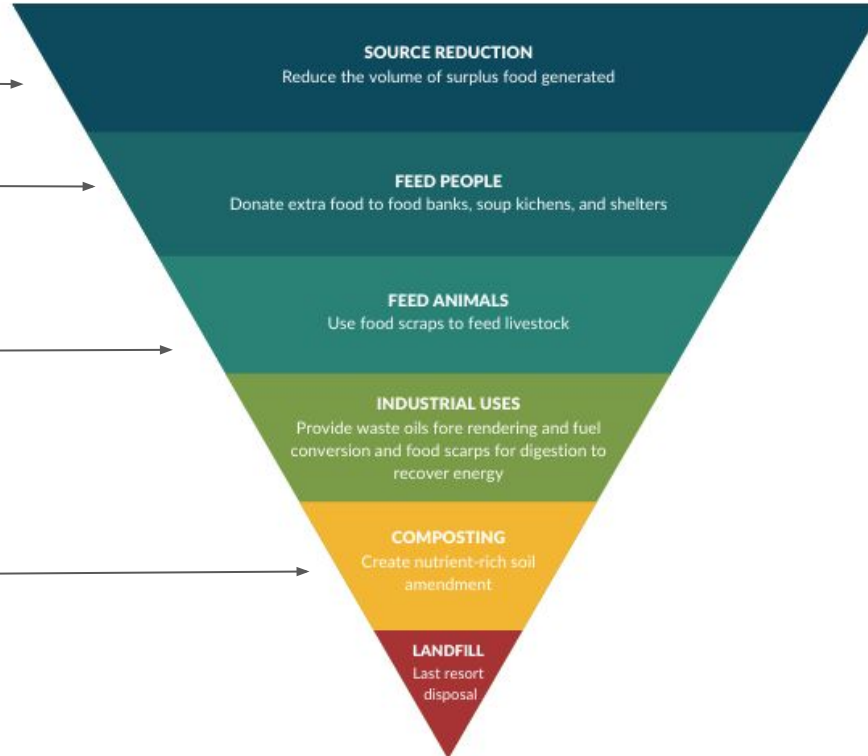 SOURCE REDUCTION
Reduce the volume of surplus food generated
FEED PEOPLE
Donate extra food to food banks, soup kichens, and shelters
FEED ANIMALS
Use food scraps to feed livestock
INDUSTRIAL USES
Provide waste oils fore rendering and fuel
conversion and food scarps for digestion to
recover energy
COMPOSTING
Create nutrient-rich soil
amendment
LANDFILL
Last resort
disposal